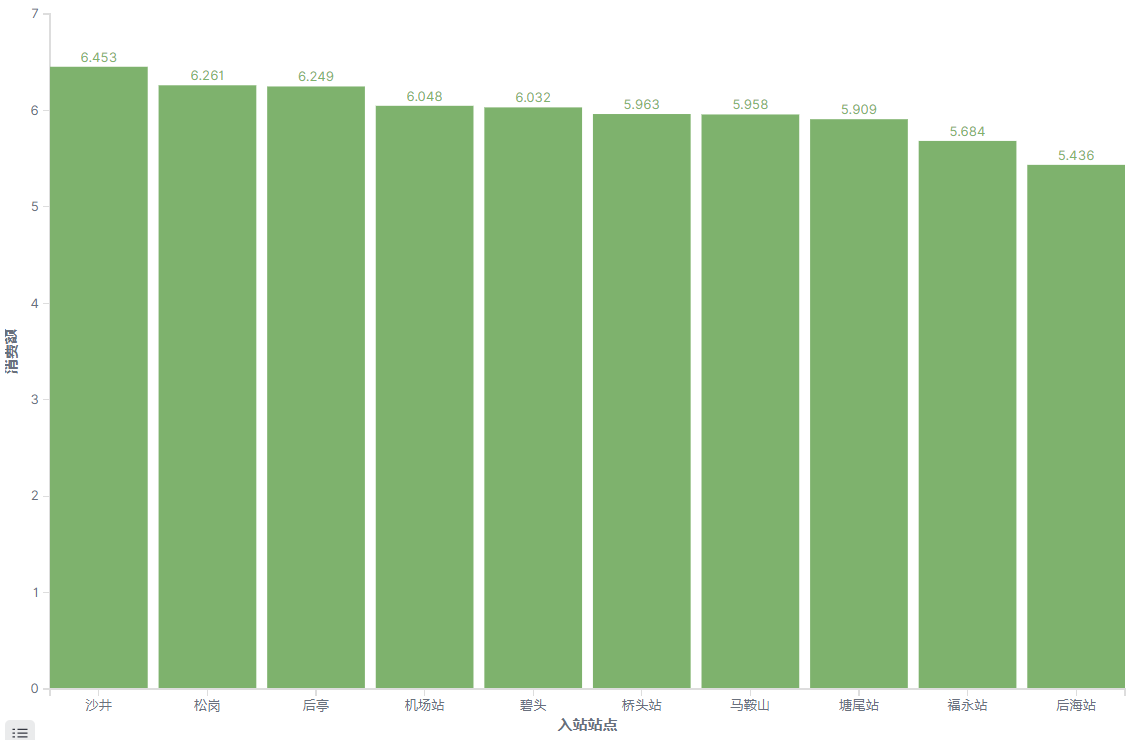 7
6
5
4
3
2
1
0
消费额
6.453
6.261
6.249
6.048
6.032
5.963
5.958
5.909
5.684
5.436
沙井
松岗
后亭
机场站
碧头
桥头站
马鞍山
塘尾站
福永站
后海站
入站站点